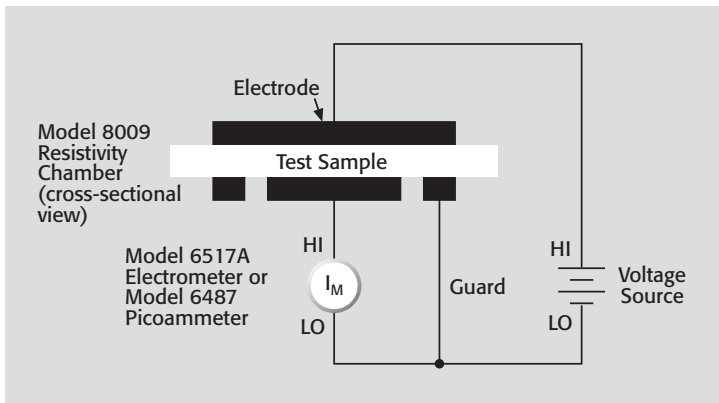 Electrode
Model 8009
Resistivity
Chamber
(cross-sectional
view)
Test Sample
Model 6517A
Electrometer or
Model 6487
Picoammeter
HI
IM
LO
Guard
HI
Voltage
Source
LO